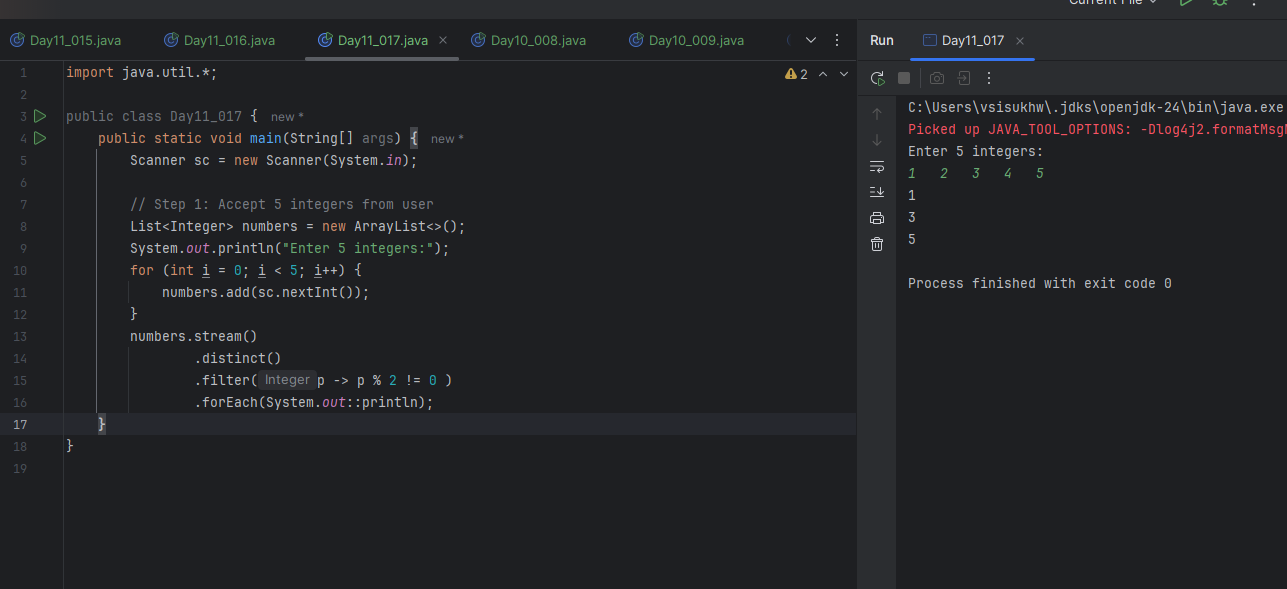 Current File
Day11_015.java Day11_016.java Day11_017.java Day10_008.java Day10_009.java
1 import java.util.*;
2
3 public class Day11_017 { new *
4 public static void main(String[] args) { new *
5 Scanner sc = new Scanner(System.in);
6
7 // Step 1: Accept 5 integers from user
8 List<Integer> numbers = new ArrayList<>();
9 System.out.println("Enter 5 integers:");
10 for (int i = 0; i < 5; i++) {
11 numbers.add(sc.nextInt());
12 }
13 numbers.stream()
14 .distinct()
15 .filter( Integer p -> p % 2 != 0 )
16 .forEach(System.out::println);
17 }
18 }
19
2
Run Day11_017
C:\Users\vsisukhw\.jdks\openjdk-24\bin\java.exe
Picked up JAVA_TOOL_OPTIONS: -Dlog4j2.formatMsg
Enter 5 integers:
1 2 3 4 5
1
3
5
Process finished with exit code 0